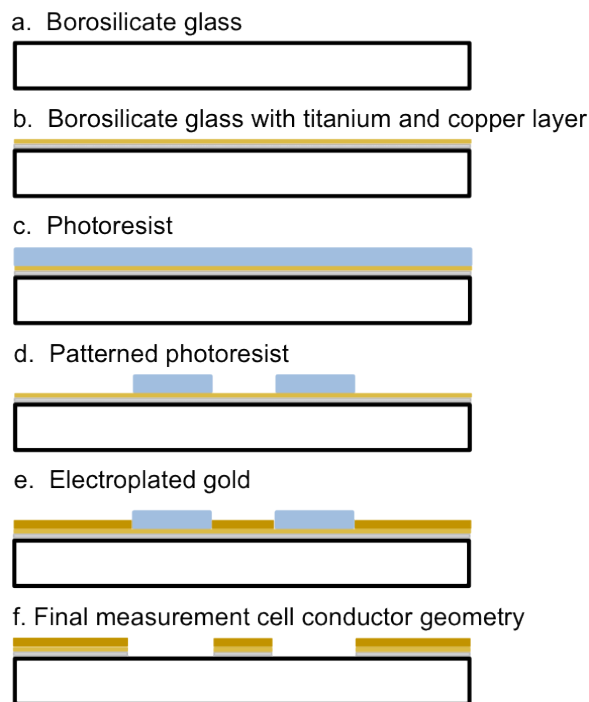 a. Borosilicate glass
b. Borosilicate glass with titanium and copper layer
c. Photoresist
d. Patterned photoresist
e. Electroplated gold
f. Final measurement cell conductor geometry